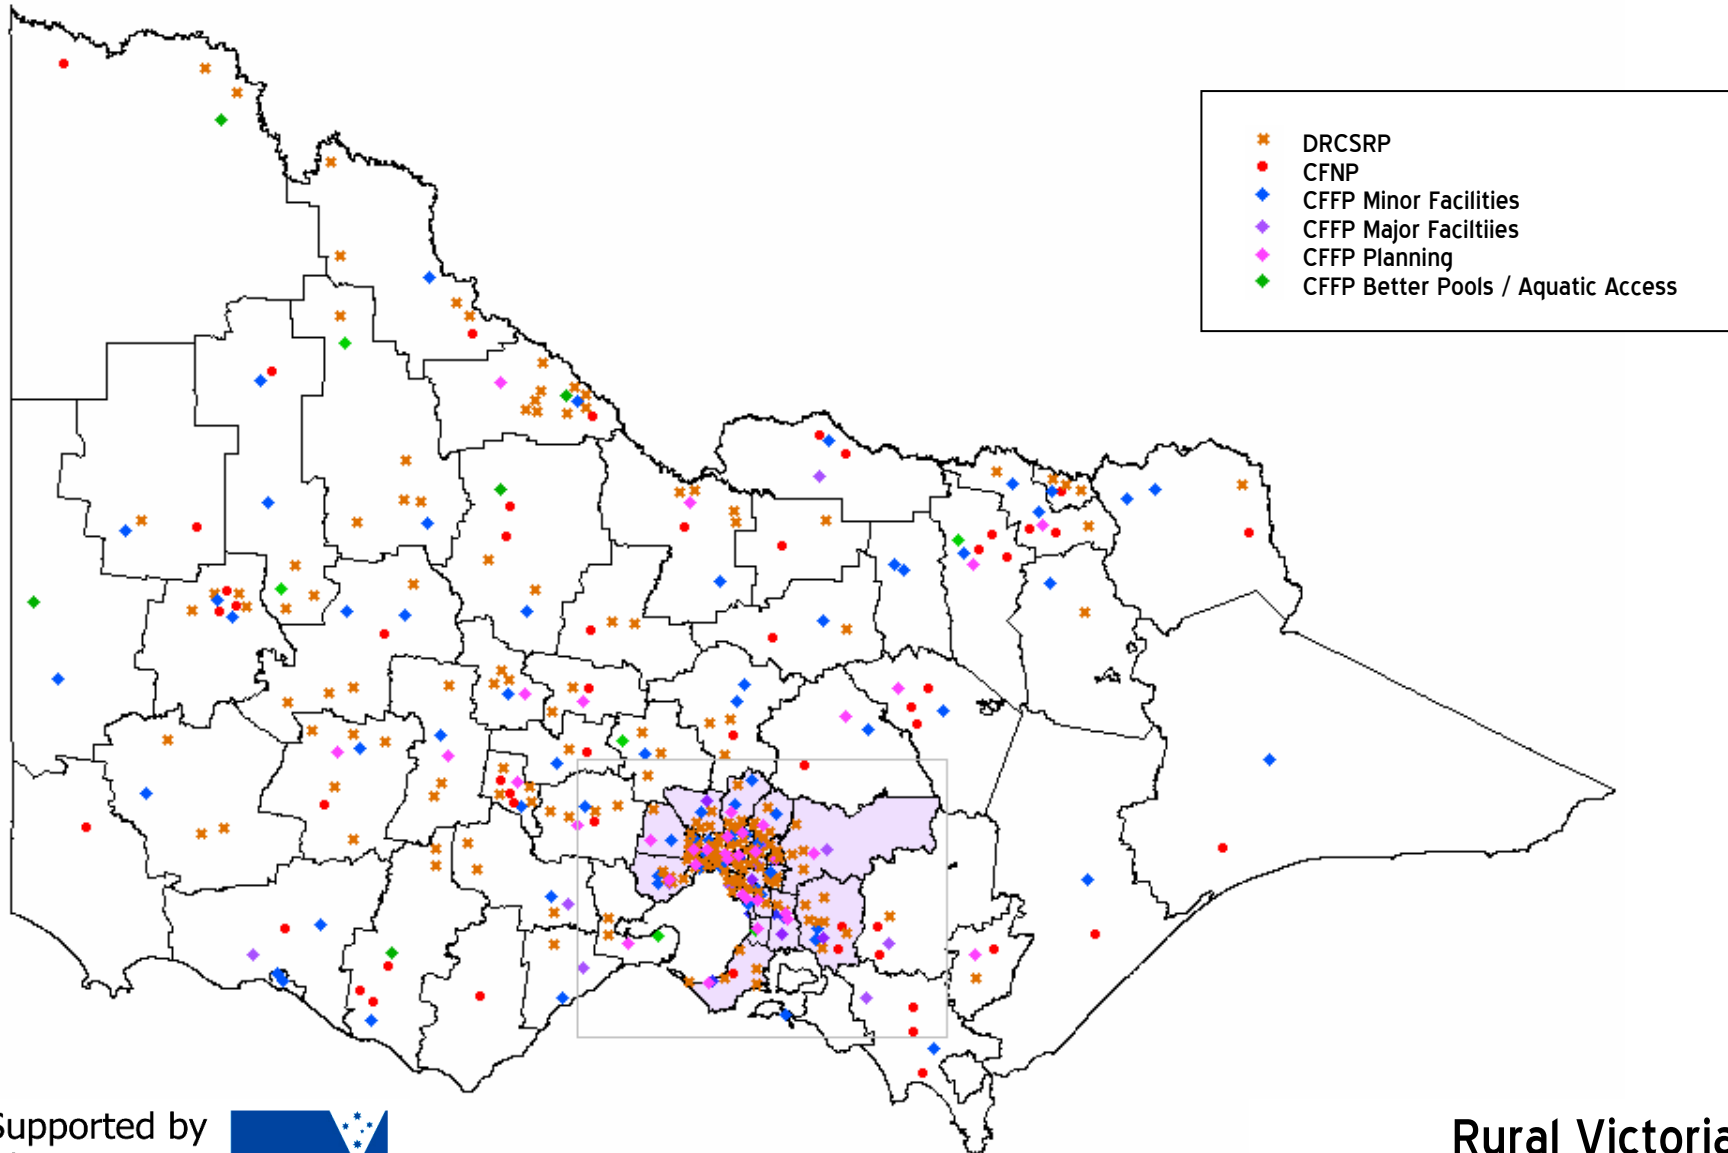 DRCSRP
CFNP
CFFP Minor Facilities
CFFP Major Faciltiies
CFFP Planning
CFFP Better Pools / Aquatic Access
Supported by
Rural Victoria